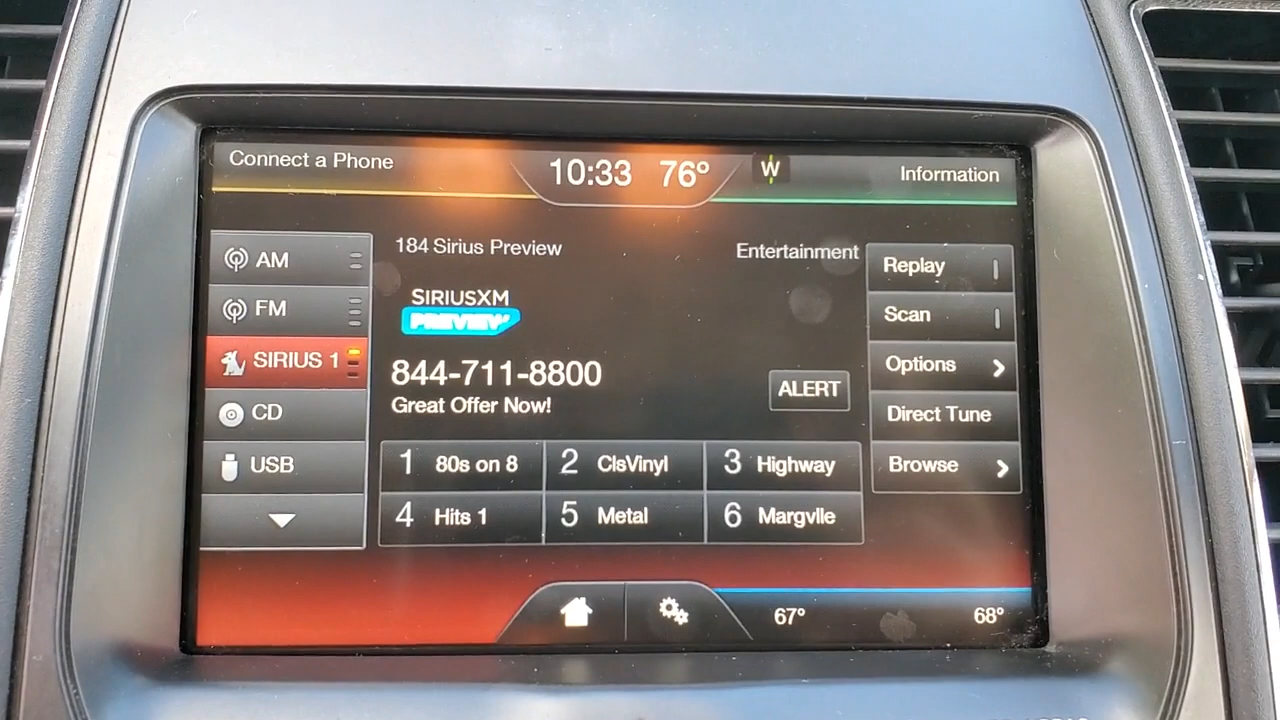 Connect a Phone
10:33 76°
W
Information
AM
FM
SIRIUS 1
CD
USB
184 Sirius Preview
Entertainment
SIRIUSXM
PREVIEW
844-711-8800
Great Offer Now!
ALERT
1 80s on 8
2 ClsVinyl
3 Highway
4 Hits 1
5 Metal
6 Margvlle
Replay
Scan
Options
Direct Tune
Browse
67°
68°